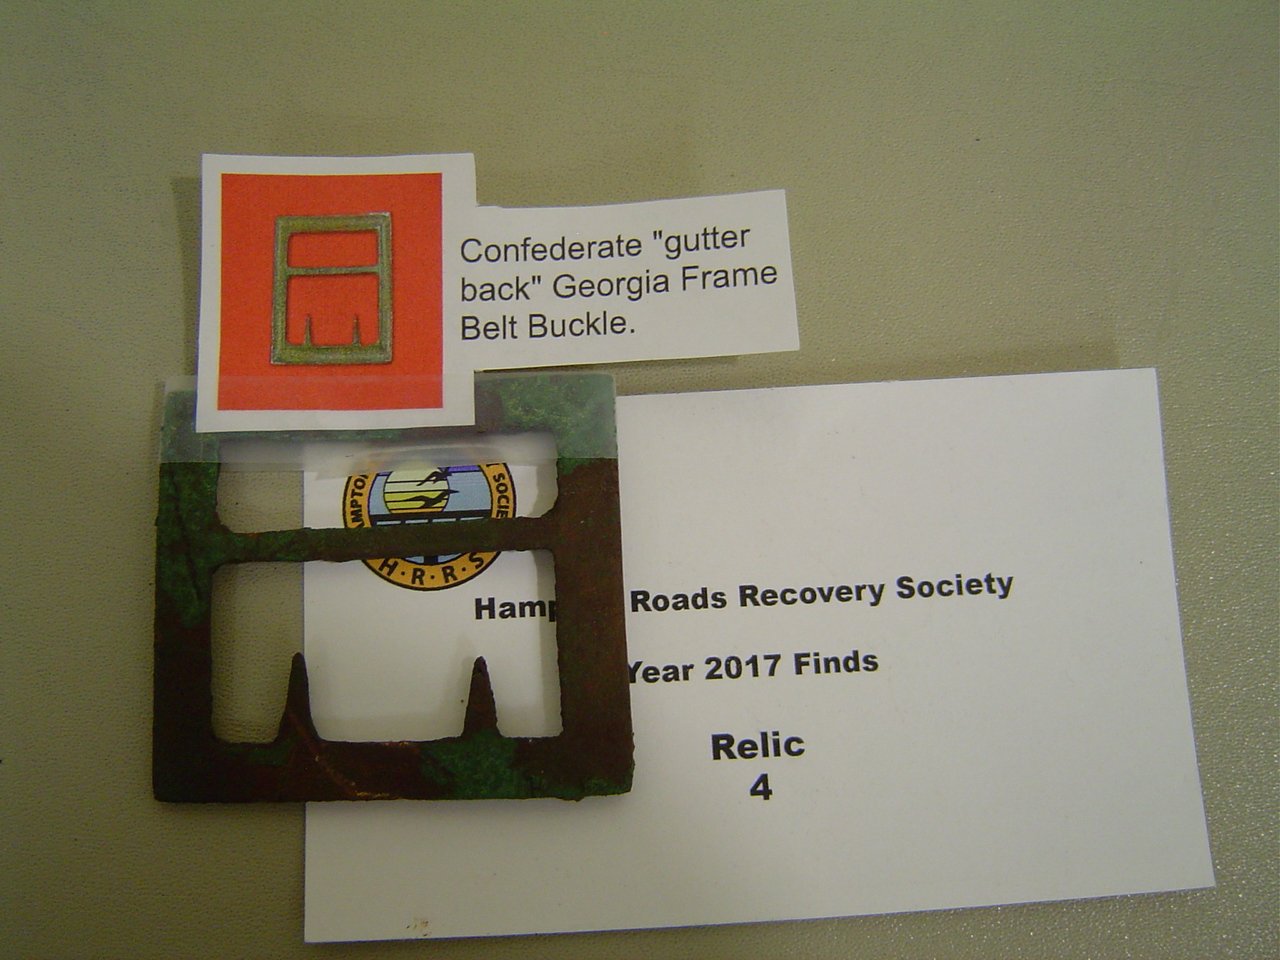 Confederate "gutter
back" Georgia Frame
Belt Buckle.
H·R·R·S
Roads Recovery Society
Year 2017 Finds
Relic
4